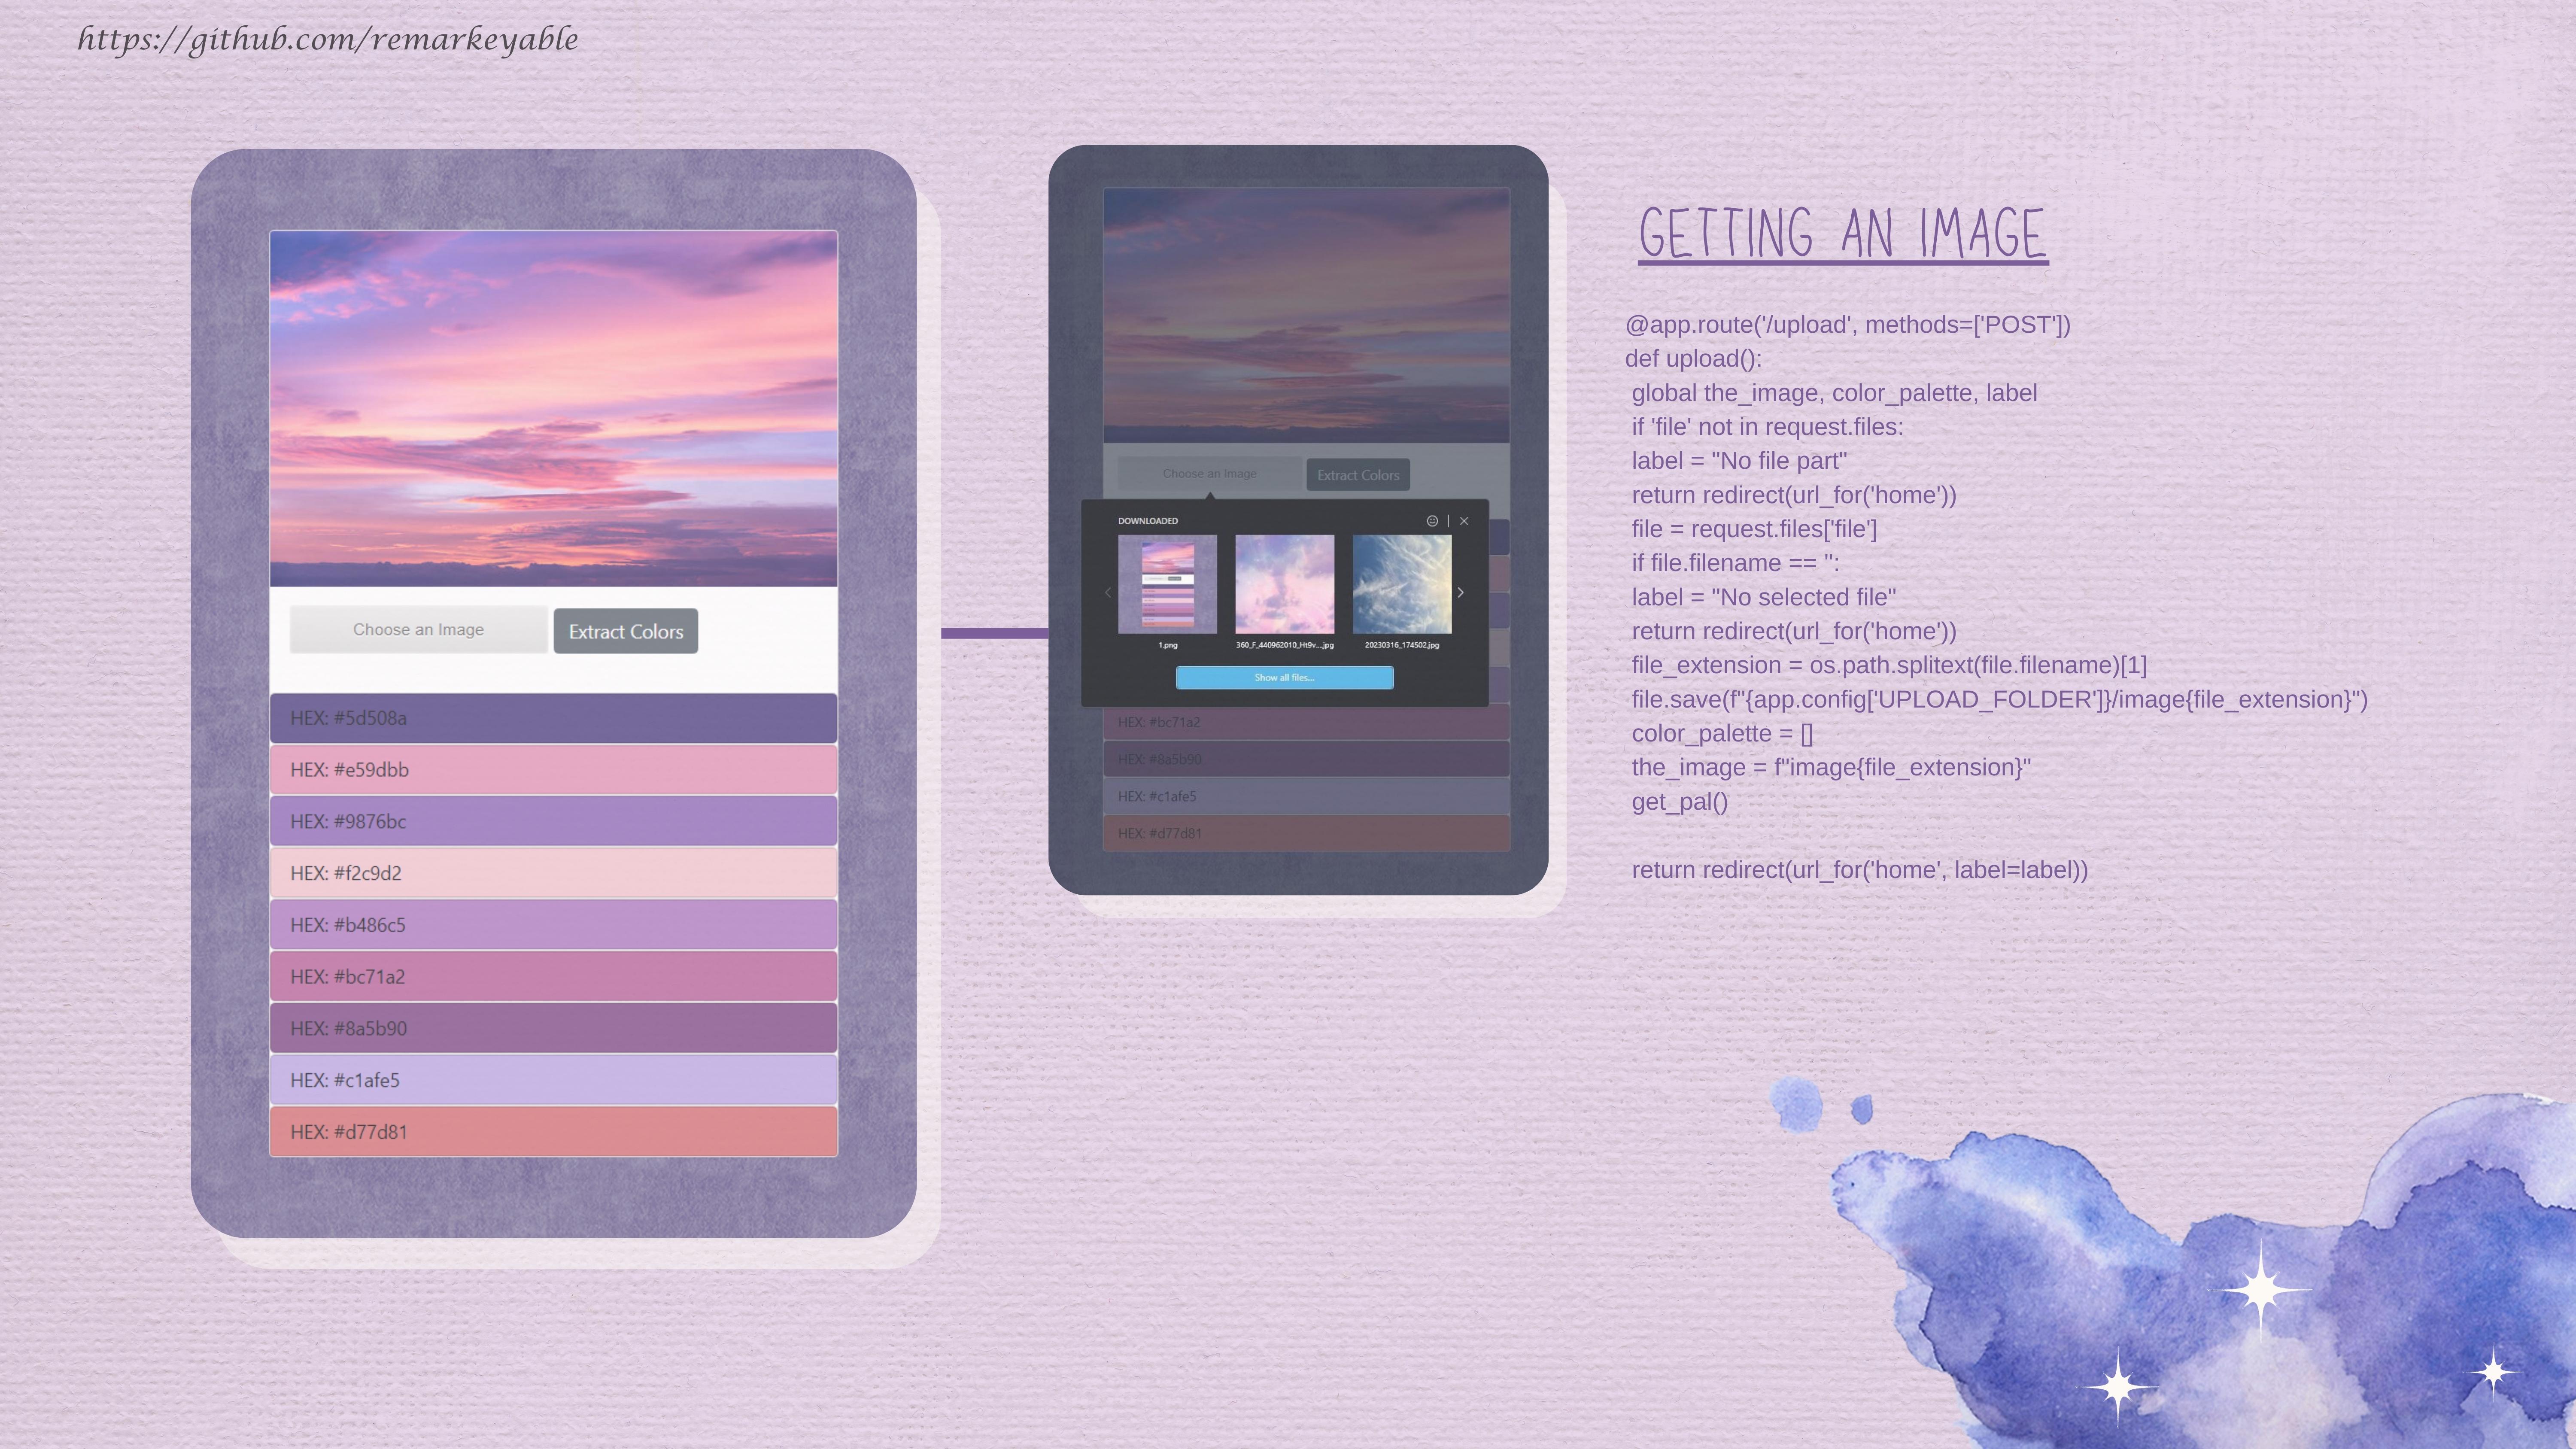 https://github.com/remarkeyable
Choose an Image
Extract Colors
HEX: #5d508a
HEX: #e59dbb
HEX: #9876bc
HEX: #f2c9d2
HEX: #b486c5
HEX: #bc71a2
HEX: #8a5b90
HEX: #c1afe5
HEX: #d77d81
Choose an Image
Extract Colors
DOWNLOADED
1.png
360_F_440962010_Ht9v...jpg
20230316_174502.jpg
Show all files...
HEX: #bc71a2
HEX: #8a5b90
HEX: #c1afe5
HEX: #d77d81
GETTING AN IMAGE
@app.route('/upload', methods=['POST'])
def upload():
global the_image, color_palette, label
if 'file' not in request.files:
label = "No file part"
return redirect(url_for('home'))
file = request.files['file']
if file.filename == '':
label = "No selected file"
return redirect(url_for('home'))
file_extension = os.path.splitext(file.filename)[1]
file.save(f"{app.config['UPLOAD_FOLDER']}/image{file_extension}")
color_palette = []
the_image = f"image{file_extension}"
get_pal()
return redirect(url_for('home', label=label))